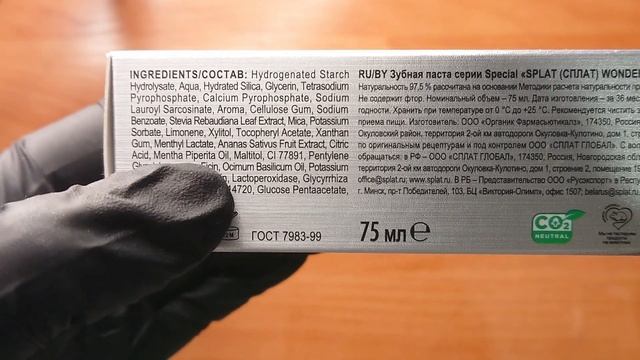 INGREDIENTS/СОСТАВ: Hydrogenated Starch
Hydrolysate, Aqua, Hydrated Silica, Glycerin, Tetrasodium
Pyrophosphate, Calcium Pyrophosphate, Sodium
Lauroyl Sarcosinate, Aroma, Cellulose Gum, Sodium
Benzoate, Stevia Rebaudiana Leaf Extract, Mica, Potassium
Sorbate, Limonene, Xylitol, Tocopheryl Acetate, Xanthan
Gum, Menthyl Lactate, Ananas Sativus Fruit Extract, Citric
Acid, Mentha Piperita Oil, Maltitol, CI 77891, Pentylene
Ficin, Ocimum Basilicum Oil, Potassium
Lactoperoxidase, Glycyrrhiza
14720, Glucose Pentaacetate,
ГОСТ 7983-99
RU/BY Зубная паста серии Special «SPLAT (СПЛАТ) WONDE
Натуральность 97,5 % рассчитана на основании Методики расчета натуральности
Не содержит фтор. Номинальный объем – 75 мл. Дата изготовления – за 36 мес
годности. Хранить при температуре от 0 °C до +25 °C. Рекомендовано
приема пищи. Изготовитель: ООО «Органик Фармасьютикалз», 174350,
Окуловский район, территория 2-ой км автодороги Окуловка-Кулотино, дом 1,
по оригинальным рецептурам и под контролем ООО «СПЛАТ ГЛОБАЛ». С
обращаться: в РФ – ООО «СПЛАТ ГЛОБАЛ», 174350, Россия, Новгородская
территория 2-ой км автодороги Окуловка-Кулотино, дом 1, строение 2, помещение
office@splat.ru; www.splat.ru. В РБ – Представительство ООО
г. Минск, пр-т Победителей, 103, БЦ «Виктория-Олимп», офис 1507; belarus@splat.
75 мл ℮
CO2
NEUTRAL